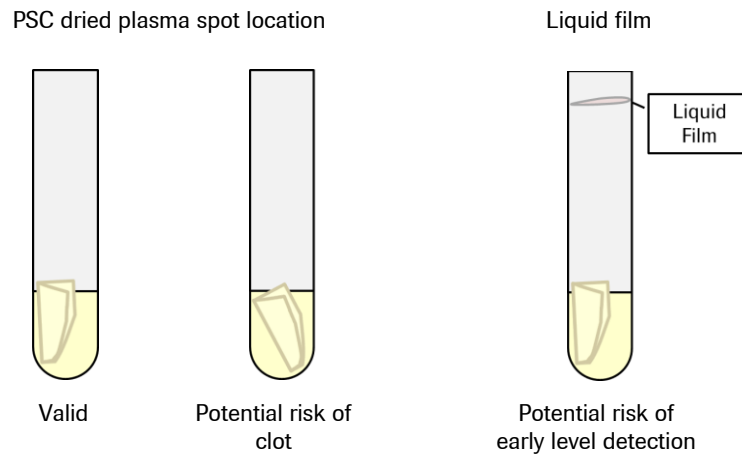 PSC dried plasma spot location
Liquid film
Liquid
Film
Valid
Potential risk of
clot
Potential risk of
early level detection